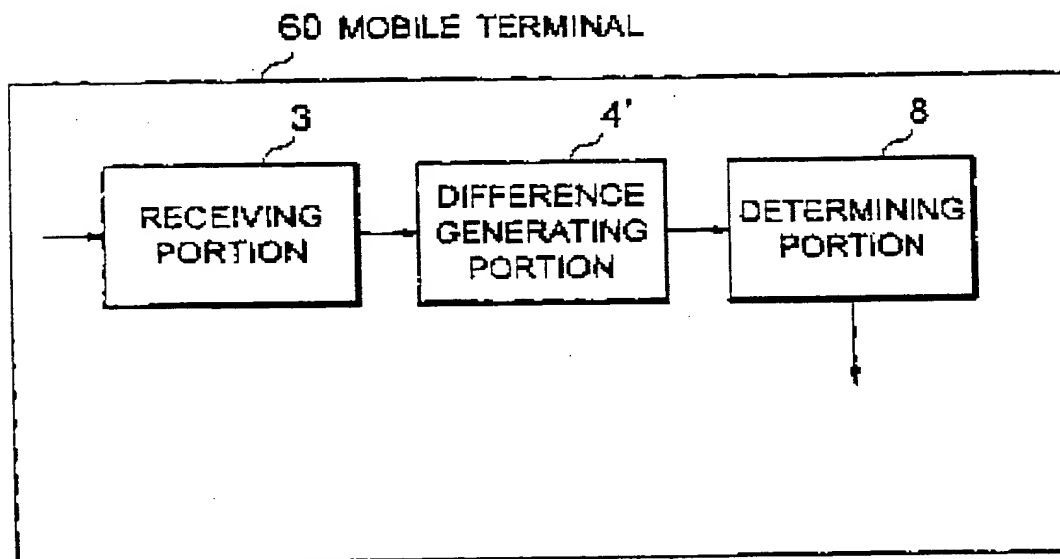 60 MOBILE TERMINAL
3
4'
8
RECEIVING
PORTION
DIFFERENCE
GENERATING
PORTION
DETERMINING
PORTION